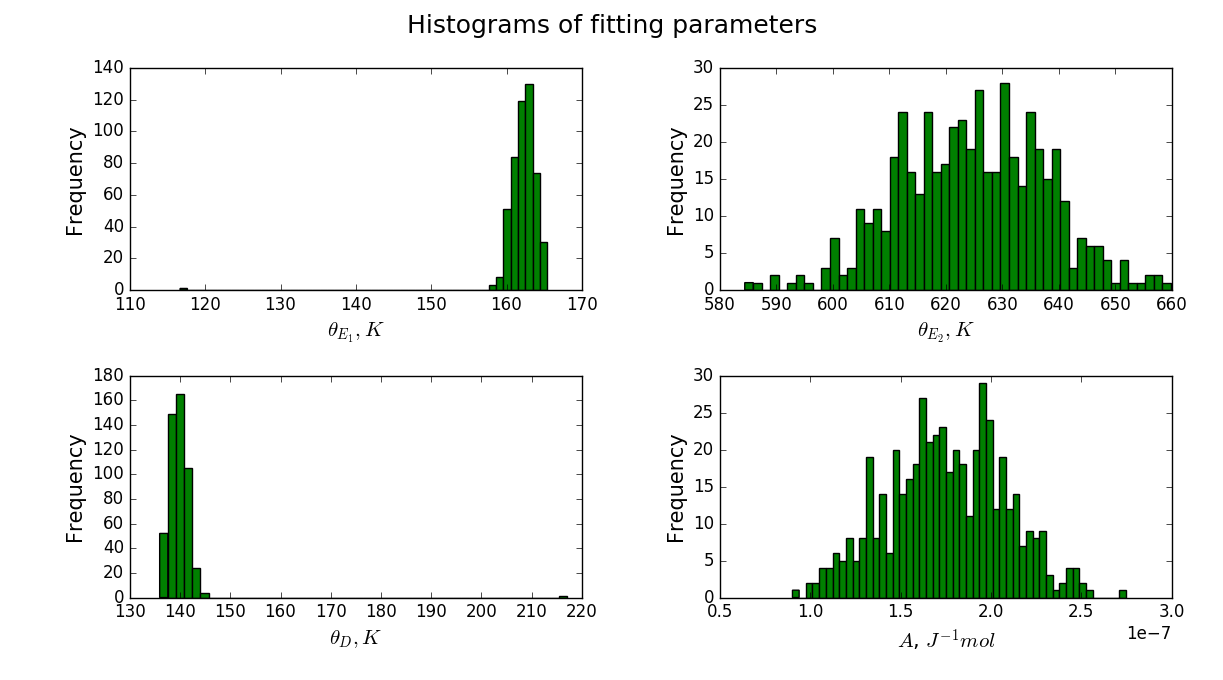 Histograms of fitting parameters
140
120
100
80
60
40
20
0
Frequency
110 120 130 140 150 160 170
θ_{E_1}, K
30
25
20
15
10
5
0
Frequency
580 590 600 610 620 630 640 650 660
θ_{E_2}, K
180
160
140
120
100
80
60
40
20
0
Frequency
130 140 150 160 170 180 190 200 210 220
θ_D, K
30
25
20
15
10
5
0
Frequency
0.5 1.0 1.5 2.0 2.5 3.0
1e−7
A, J^{−1}mol